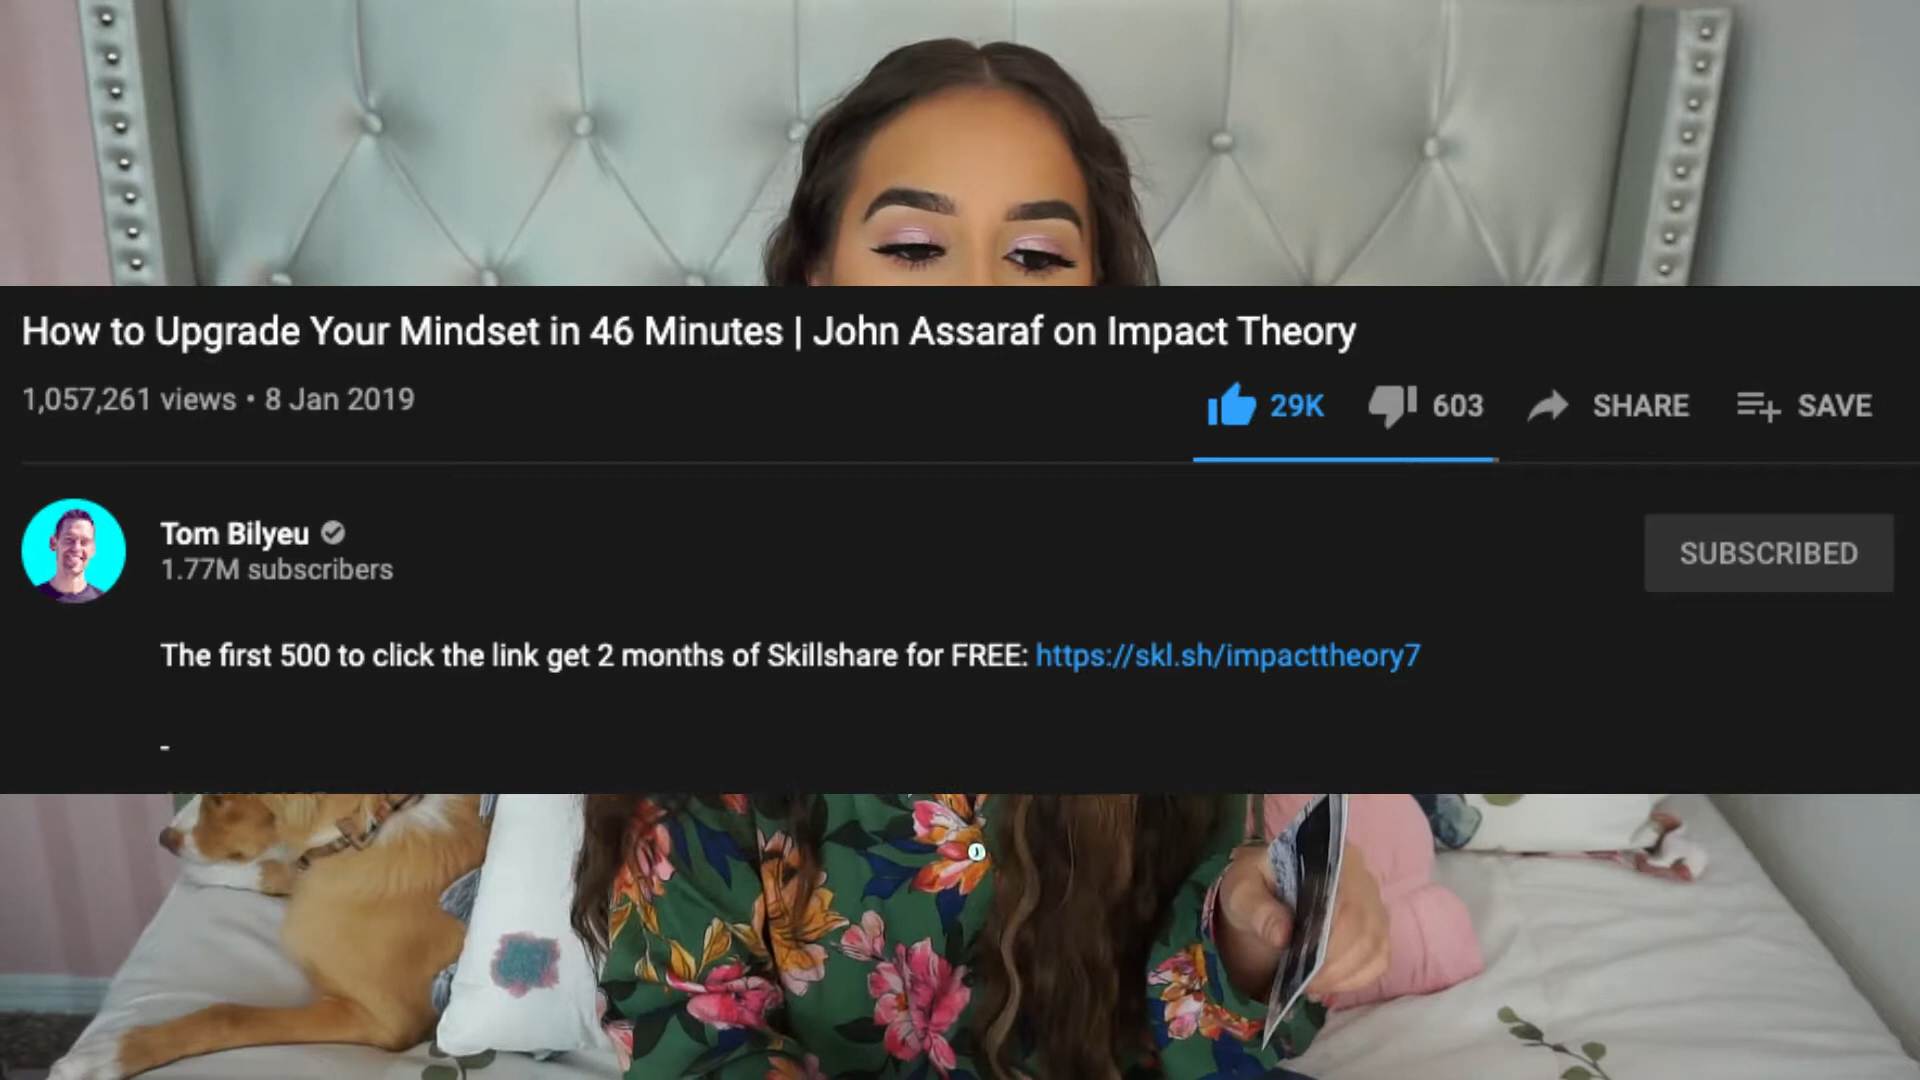 How to Upgrade Your Mindset in 46 Minutes | John Assaraf on Impact Theory
1,057,261 views • 8 Jan 2019
29K 603 SHARE SAVE
Tom Bilyeu
1.77M subscribers
SUBSCRIBED
The first 500 to click the link get 2 months of Skillshare for FREE: https://skl.sh/impacttheory7
-